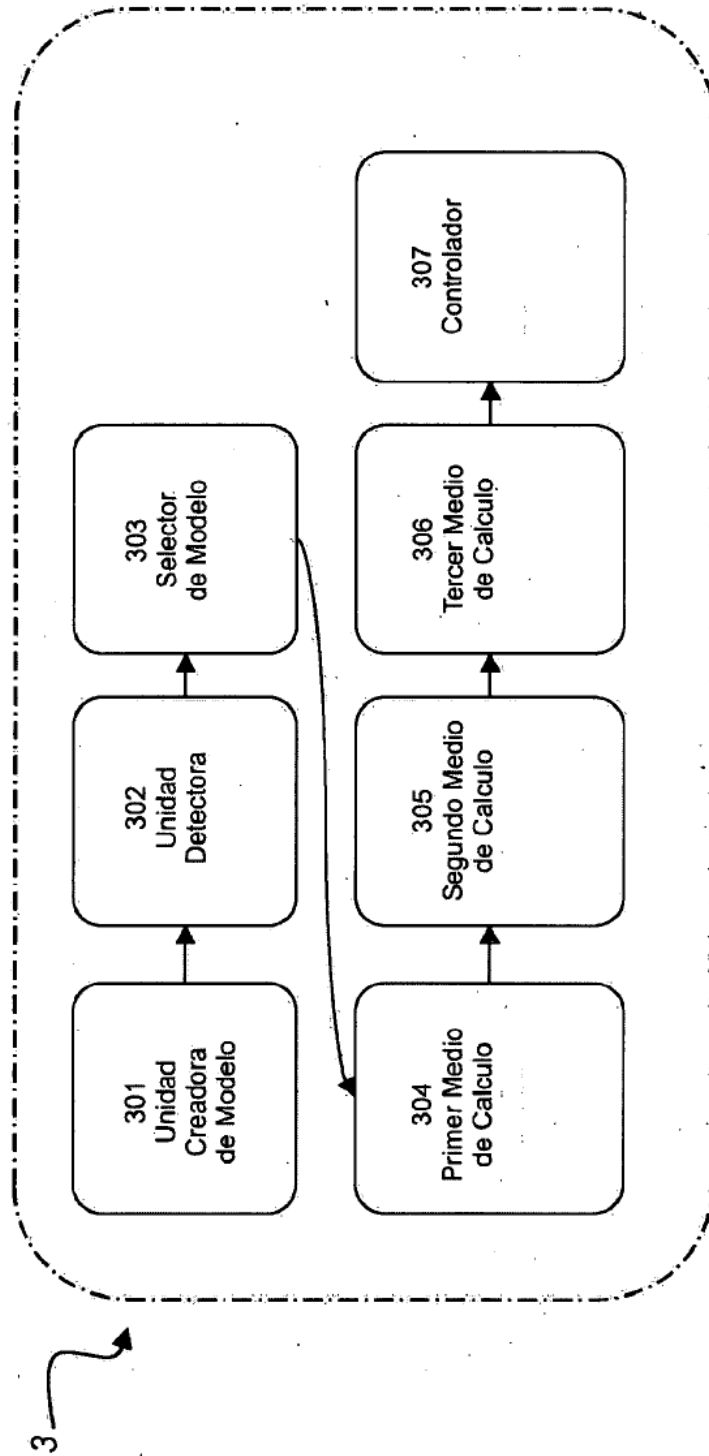 3
301
Unidad
Creadora
de Modelo
302
Unidad
Detectora
303
Selector
de Modelo
304
Primer Medio
de Calculo
305
Segundo Medio
de Calculo
306
Tercer Medio
de Calculo
307
Controlador